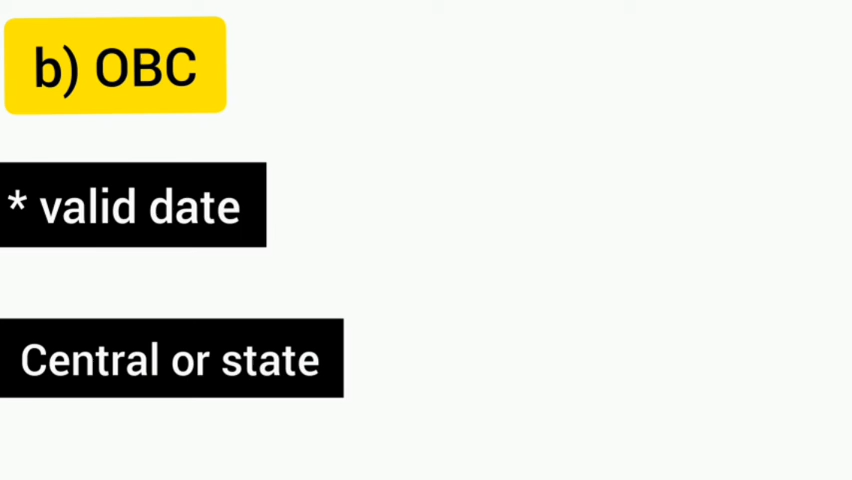 b) OBC
* valid date
Central or state